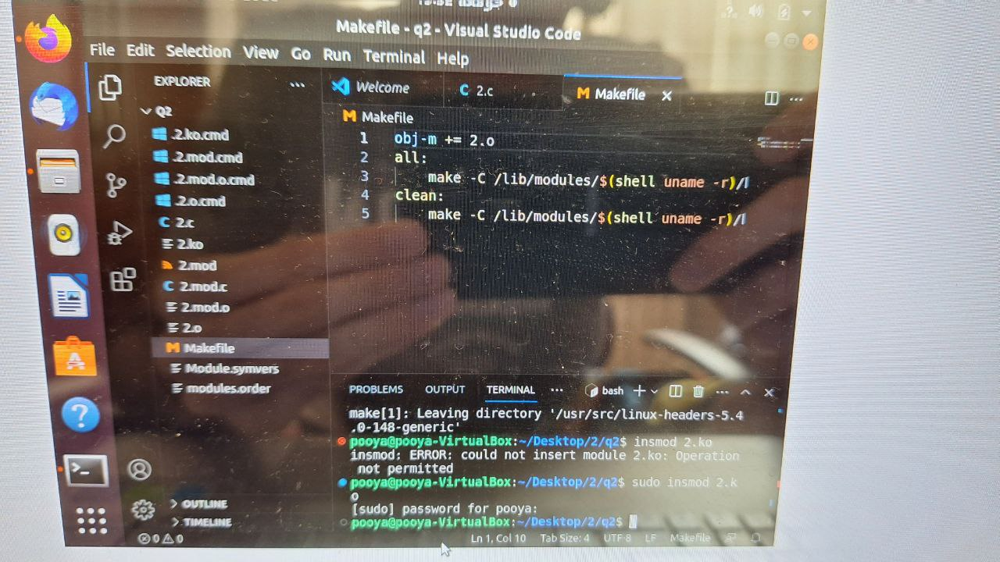 Makefile - q2 - Visual Studio Code
File Edit Selection View Go Run Terminal Help
EXPLORER
Q2
.2.ko.cmd
.2.mod.cmd
.2.mod.o.cmd
.2.o.cmd
2.c
2.ko
2.mod
2.mod.c
2.mod.o
2.o
Makefile
Module.symvers
modules.order
OUTLINE
TIMELINE
Welcome
2.c
Makefile
Makefile
1 obj-m += 2.o
2 all:
3 make -C /lib/modules/$(shell uname -r)/
4 clean:
5 make -C /lib/modules/$(shell uname -r)/
PROBLEMS OUTPUT TERMINAL
bash
make[1]: Leaving directory '/usr/src/linux-headers-5.4
.0-148-generic'
pooya@pooya-VirtualBox:~/Desktop/2/q2$ insmod 2.ko
insmod: ERROR: could not insert module 2.ko: Operation
not permitted
pooya@pooya-VirtualBox:~/Desktop/2/q2$ sudo insmod 2.k
o
[sudo] password for pooya:
pooya@pooya-VirtualBox:~/Desktop/2/q2$
0 0
Ln 1, Col 10 Tab Size: 4 UTF-8 LF Makefile